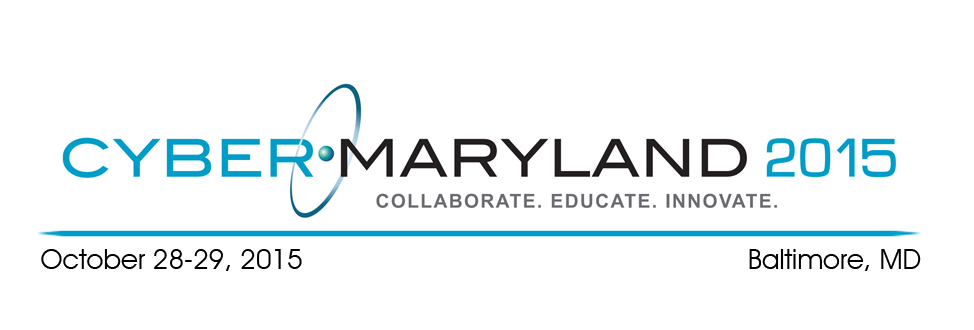 CYBER•MARYLAND 2015
COLLABORATE. EDUCATE. INNOVATE.
October 28-29, 2015
Baltimore, MD